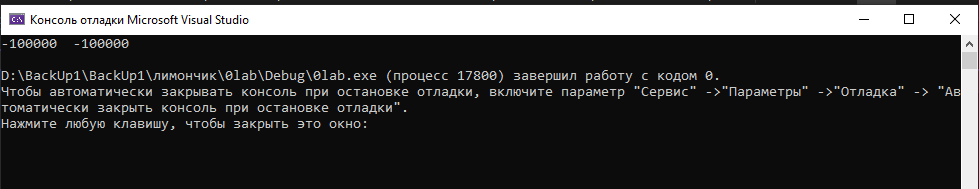 Консоль отладки Microsoft Visual Studio
-100000  -100000
D:\BackUp1\BackUp1\лимончик\0lab\Debug\0lab.exe (процесс 17800) завершил работу с кодом 0.
Чтобы автоматически закрывать консоль при остановке отладки, включите параметр "Сервис" ->"Параметры" ->"Отладка" -> "Ав
томатически закрыть консоль при остановке отладки".
Нажмите любую клавишу, чтобы закрыть это окно: